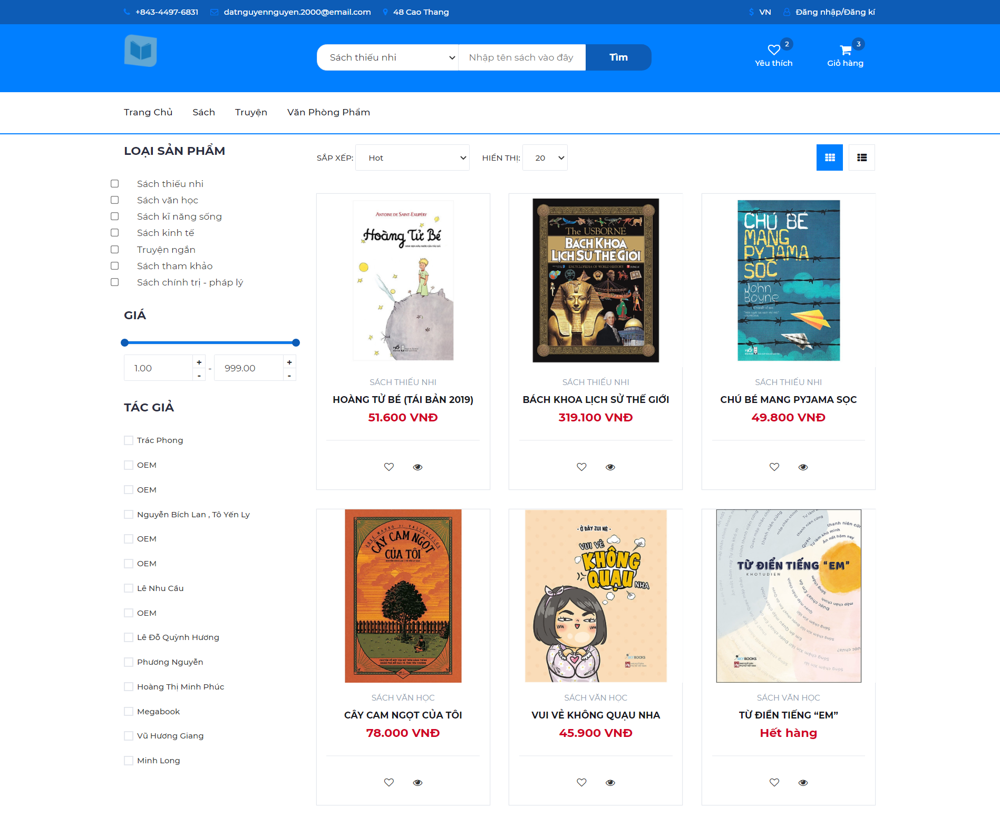 +843-4497-6831 datnguyennguyen.2000@email.com 48 Cao Thang VN Đăng nhập/Đăng kí
Sách thiếu nhi Nhập tên sách vào đây Tìm
2
Yêu thích
3
Giỏ hàng
Trang Chủ Sách Truyện Văn Phòng Phẩm
LOẠI SẢN PHẨM
Sách thiếu nhi
Sách văn học
Sách kĩ năng sống
Sách kinh tế
Truyện ngắn
Sách tham khảo
Sách chính trị - pháp lý
GIÁ
1.00 + - - 999.00 + -
TÁC GIẢ
Trác Phong
OEM
OEM
Nguyễn Bích Lan , Tô Yến Ly
OEM
OEM
Lê Nhu Cầu
OEM
Lê Đỗ Quỳnh Hương
Phương Nguyễn
Hoàng Thị Minh Phúc
Megabook
Vũ Hương Giang
Minh Long
SẮP XẾP: Hot HIỂN THỊ: 20
ANTOINE DE SAINT-EXUPÉRY
Hoàng Tử Bé
SÁCH THIẾU NHI
HOÀNG TỬ BÉ (TÁI BẢN 2019)
51.600 VNĐ
The USBORNE
BÁCH KHOA
LỊCH SỬ THẾ GIỚI
ENCYCLOPEDIA OF WORLD HISTORY
SÁCH THIẾU NHI
BÁCH KHOA LỊCH SỬ THẾ GIỚI
319.100 VNĐ
CHÚ BÉ
MANG
PYJAMA
SỌC
John
Boyne
SÁCH THIẾU NHI
CHÚ BÉ MANG PYJAMA SỌC
49.800 VNĐ
JOSÉ MAURO DE VASCONCELOS
CÂY CAM NGỌT
CỦA TÔI
SÁCH VĂN HỌC
CÂY CAM NGỌT CỦA TÔI
78.000 VNĐ
- Ở ĐÂY ZUI NÈ -
VUI VẺ
KHÔNG
QUẠU
NHA
SKYBOOKS
SÁCH VĂN HỌC
VUI VẺ KHÔNG QUẠU NHA
45.900 VNĐ
TỪ ĐIỂN TIẾNG “EM”
KHOTUDIEN
SKYBOOKS
SÁCH VĂN HỌC
TỪ ĐIỂN TIẾNG “EM”
Hết hàng